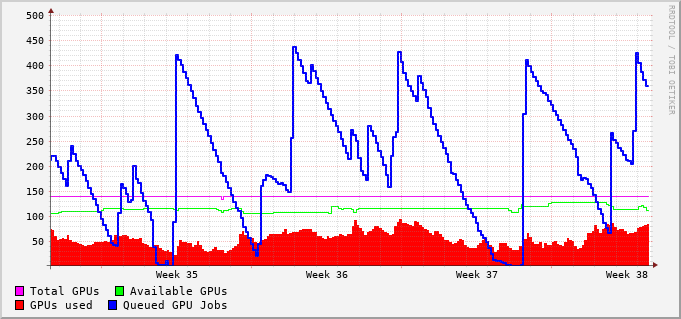 500
450
400
350
300
250
200
150
100
50
Week 35 Week 36 Week 37 Week 38
Total GPUs Available GPUs
GPUs used Queued GPU Jobs
RRDTOOL / TOBI OETIKER